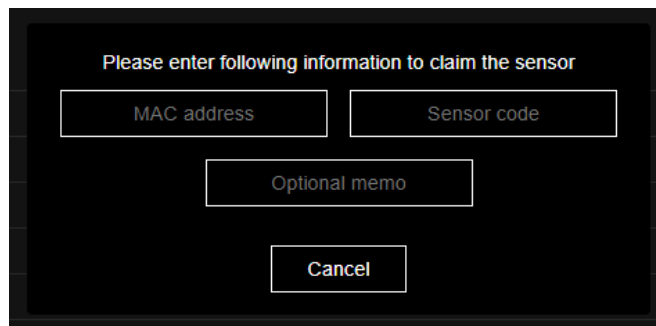 Please enter following information to claim the sensor
MAC address
Sensor code
Optional memo
Cancel